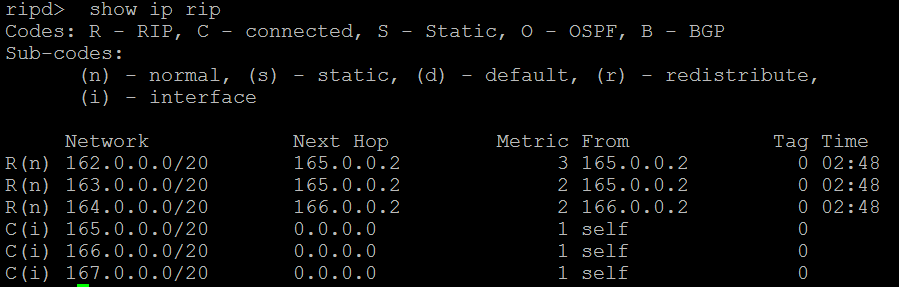 ripd>  show ip rip
Codes: R - RIP, C - connected, S - Static, O - OSPF, B - BGP
Sub-codes:
      (n) - normal, (s) - static, (d) - default, (r) - redistribute,
      (i) - interface

     Network            Next Hop         Metric From            Tag Time
R(n) 162.0.0.0/20       165.0.0.2             3 165.0.0.2         0 02:48
R(n) 163.0.0.0/20       165.0.0.2             2 165.0.0.2         0 02:48
R(n) 164.0.0.0/20       166.0.0.2             2 166.0.0.2         0 02:48
C(i) 165.0.0.0/20       0.0.0.0               1 self              0
C(i) 166.0.0.0/20       0.0.0.0               1 self              0
C(i) 167.0.0.0/20       0.0.0.0               1 self              0